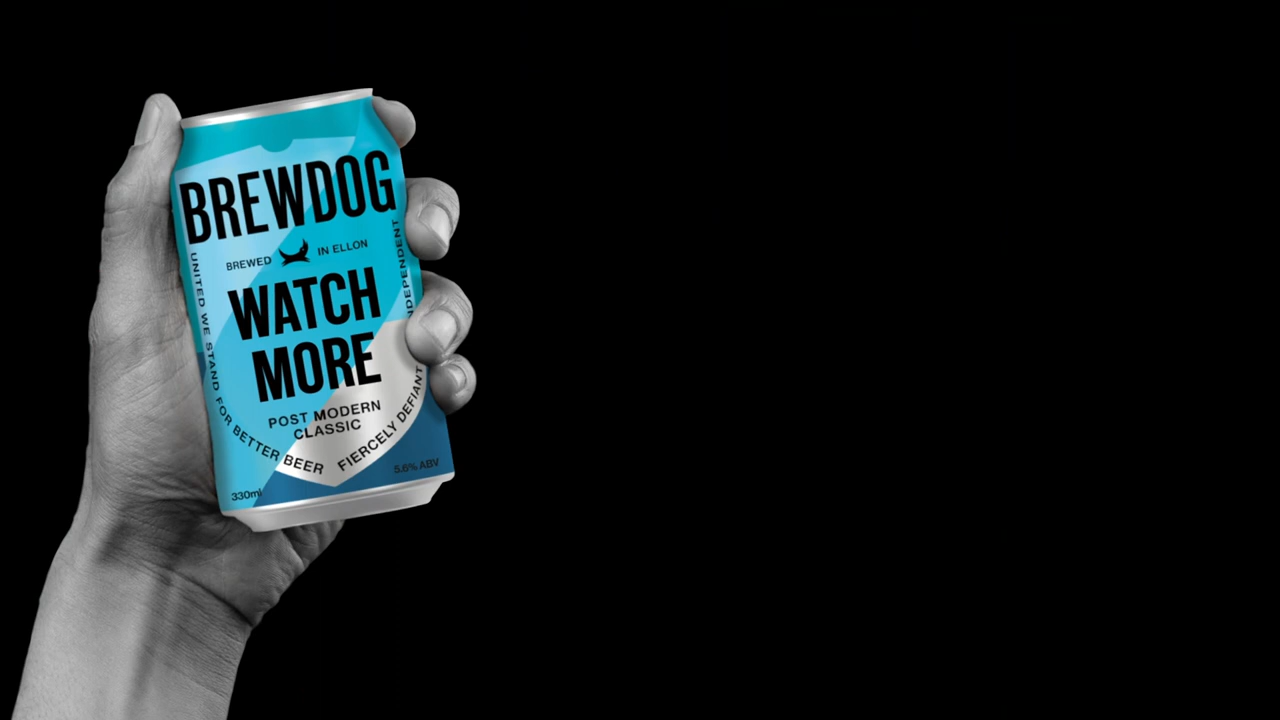 BREWDOG
BREWED IN ELLON
WATCH
MORE
POST MODERN
CLASSIC
UNITED WE STAND FOR BETTER BEER
FIERCELY DEFIANT
NDEPENDENT
330ml
5.6% ABV